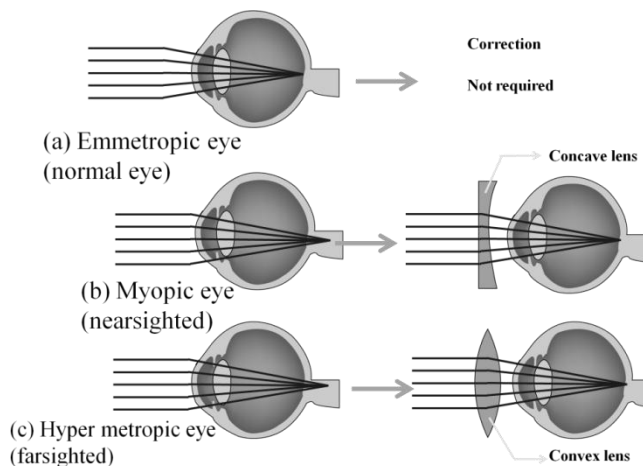 Correction
Not required
(a) Emmetropic eye
(normal eye)
Concave lens
(b) Myopic eye
(nearsighted)
(c) Hyper metropic eye
(farsighted)
Convex lens